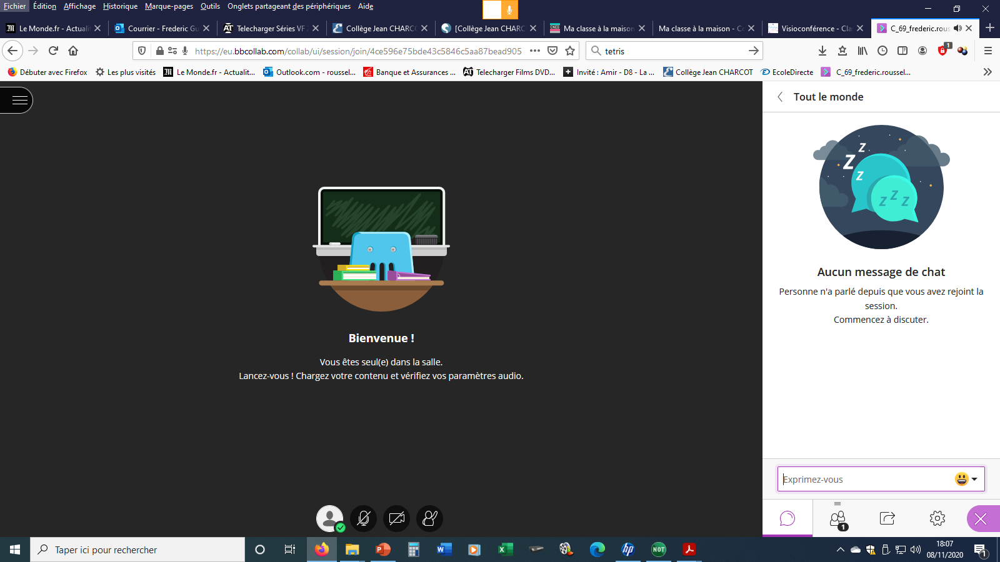 Fichier Édition Affichage Historique Marque-pages Outils Onglets partageant des périphériques Aide
Le Monde.fr - Actuali
Courrier - Frederic Gu
Telecharger Séries VF
Collège Jean CHARCO
[Collège Jean CHARC
Ma classe à la maison
Ma classe à la maison - Ce
Visioconférence - Cla
C_69_frederic.rous
https://eu.bbcollab.com/collab/ui/session/join/4ce596e75bde43c5846c5aa87bead905
tetris
1
Débuter avec Firefox
Les plus visités
Le Monde.fr - Actualit...
Outlook.com - roussel...
Banque et Assurances ...
Telecharger Films DVD...
Invité : Amir - D8 - La ...
Collège Jean CHARCOT
EcoleDirecte
C_69_frederic.roussel...
Tout le monde
Z
Z
Z
Z Z Z
Aucun message de chat
Personne n'a parlé depuis que vous avez rejoint la
session.
Commencez à discuter.
Bienvenue !
Vous êtes seul(e) dans la salle.
Lancez-vous ! Chargez votre contenu et vérifiez vos paramètres audio.
Exprimez-vous
1
Taper ici pour rechercher
NOT
18:07
08/11/2020
1